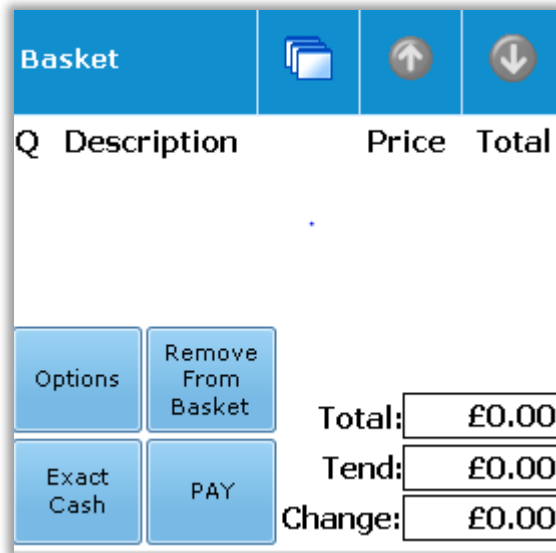 Basket
Q Description Price Total
Options
Remove
From
Basket
Total: £0.00
Exact
Cash
PAY
Tend: £0.00
Change: £0.00